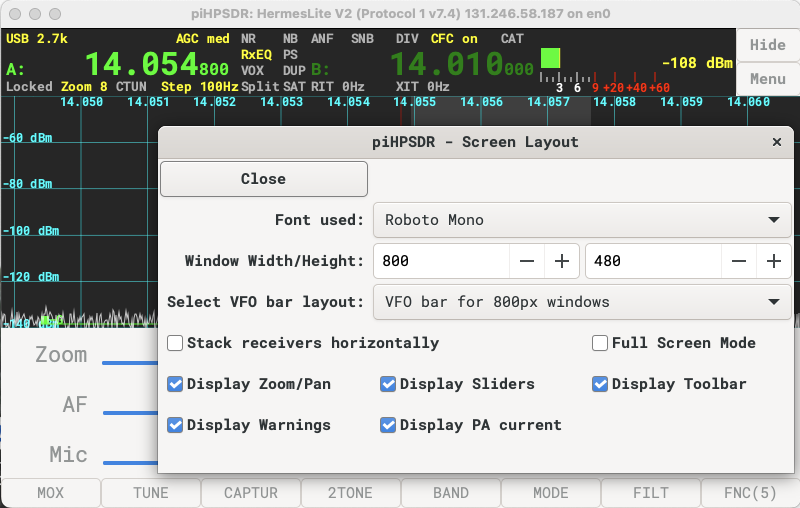 piHPSDR: HermesLite V2 (Protocol 1 v7.4) 131.246.58.187 on en0
USB 2.7k AGC med NR NB ANF SNB DIV CFC on CAT
A: 14.054800 RxEQ PS VOX DUP B: 14.010000 -108 dBm
Hide
Menu
Locked Zoom 8 CTUN Step 100Hz Split SAT RIT 0Hz XIT 0Hz 3 6 9 +20 +40 +60
14.050 14.051 14.052 14.053 14.054 14.055 14.056 14.057 14.058 14.059 14.060
-60 dBm
-80 dBm
-100 dBm
-120 dBm
-140 dBm
piHPSDR - Screen Layout ×
Close
Font used: Roboto Mono
Window Width/Height: 800 − + 480 − +
Select VFO bar layout: VFO bar for 800px windows
Stack receivers horizontally Full Screen Mode
Display Zoom/Pan Display Sliders Display Toolbar
Display Warnings Display PA current
Zoom
AF
Mic
MOX TUNE CAPTUR 2TONE BAND MODE FILT FNC(5)